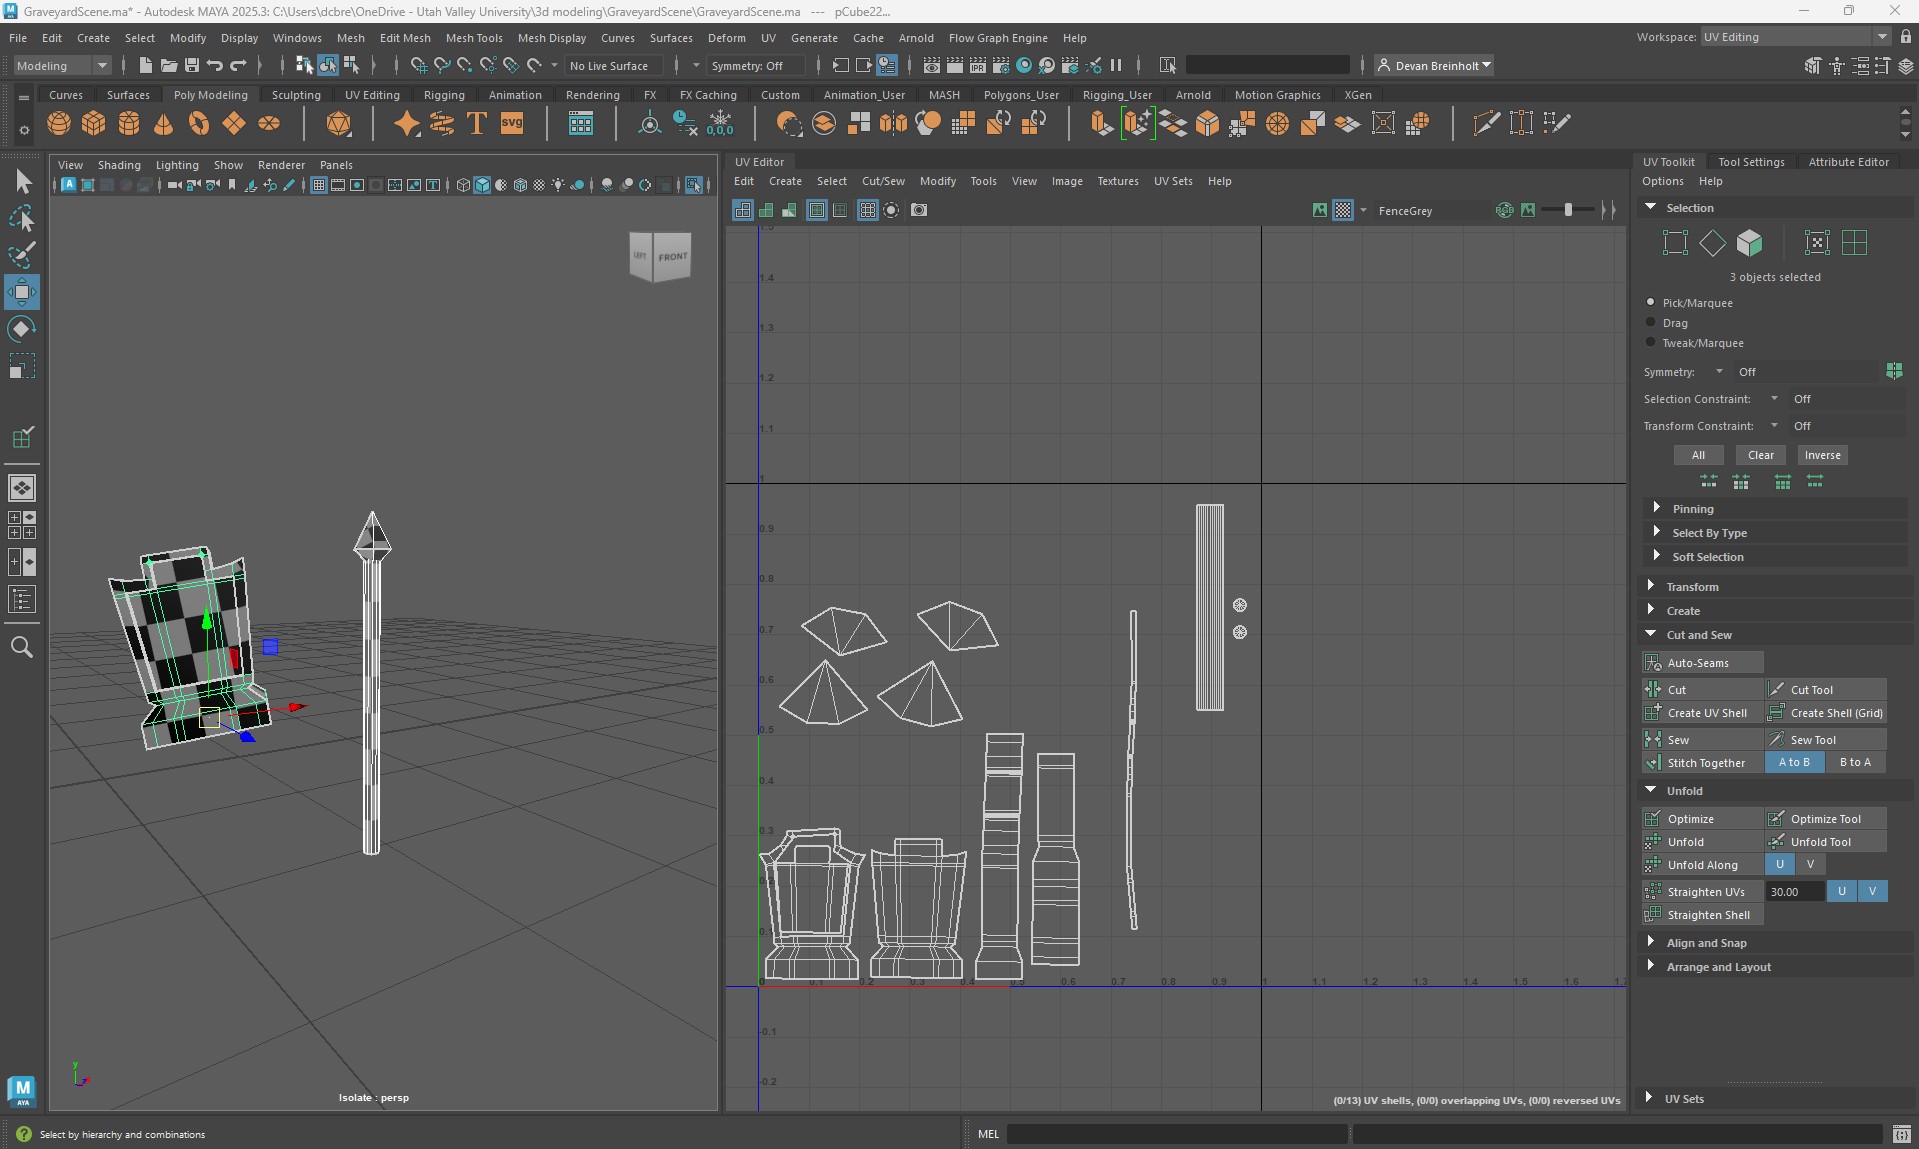 GraveyardScene.ma* - Autodesk MAYA 2025.3: C:\Users\dcbre\OneDrive - Utah Valley University\3d modeling\GraveyardScene\GraveyardScene.ma --- pCube22...
File Edit Create Select Modify Display Windows Mesh Edit Mesh Mesh Tools Mesh Display Curves Surfaces Deform UV Generate Cache Arnold Flow Graph Engine Help
Workspace: UV Editing
Modeling
No Live Surface
Symmetry: Off
Devan Breinholt
Curves Surfaces Poly Modeling Sculpting UV Editing Rigging Animation Rendering FX FX Caching Custom Animation_User MASH Polygons_User Rigging_User Arnold Motion Graphics XGen
SVG
0,0,0
View Shading Lighting Show Renderer Panels
LEFT FRONT
Isolate : persp
UV Editor
Edit Create Select Cut/Sew Modify Tools View Image Textures UV Sets Help
FenceGrey
RGB
1.4
1.3
1.2
1.1
1
0.9
0.8
0.7
0.6
0.5
0.4
0.3
0 0.1 0.2 0.3 0.4 0.5 0.6 0.7 0.8 0.9 1 1.1 1.2 1.3 1.4 1.5 1.6
-0.1
-0.2
(0/13) UV shells, (0/0) overlapping UVs, (0/0) reversed UVs
UV Toolkit Tool Settings Attribute Editor
Options Help
Selection
3 objects selected
Pick/Marquee
Drag
Tweak/Marquee
Symmetry: Off
Selection Constraint: Off
Transform Constraint: Off
All Clear Inverse
Pinning
Select By Type
Soft Selection
Transform
Create
Cut and Sew
Auto-Seams
Cut Cut Tool
Create UV Shell Create Shell (Grid)
Sew Sew Tool
Stitch Together A to B B to A
Unfold
Optimize Optimize Tool
Unfold Unfold Tool
Unfold Along U V
Straighten UVs 30.00 U V
Straighten Shell
Align and Snap
Arrange and Layout
UV Sets
M
AYA
Select by hierarchy and combinations
MEL